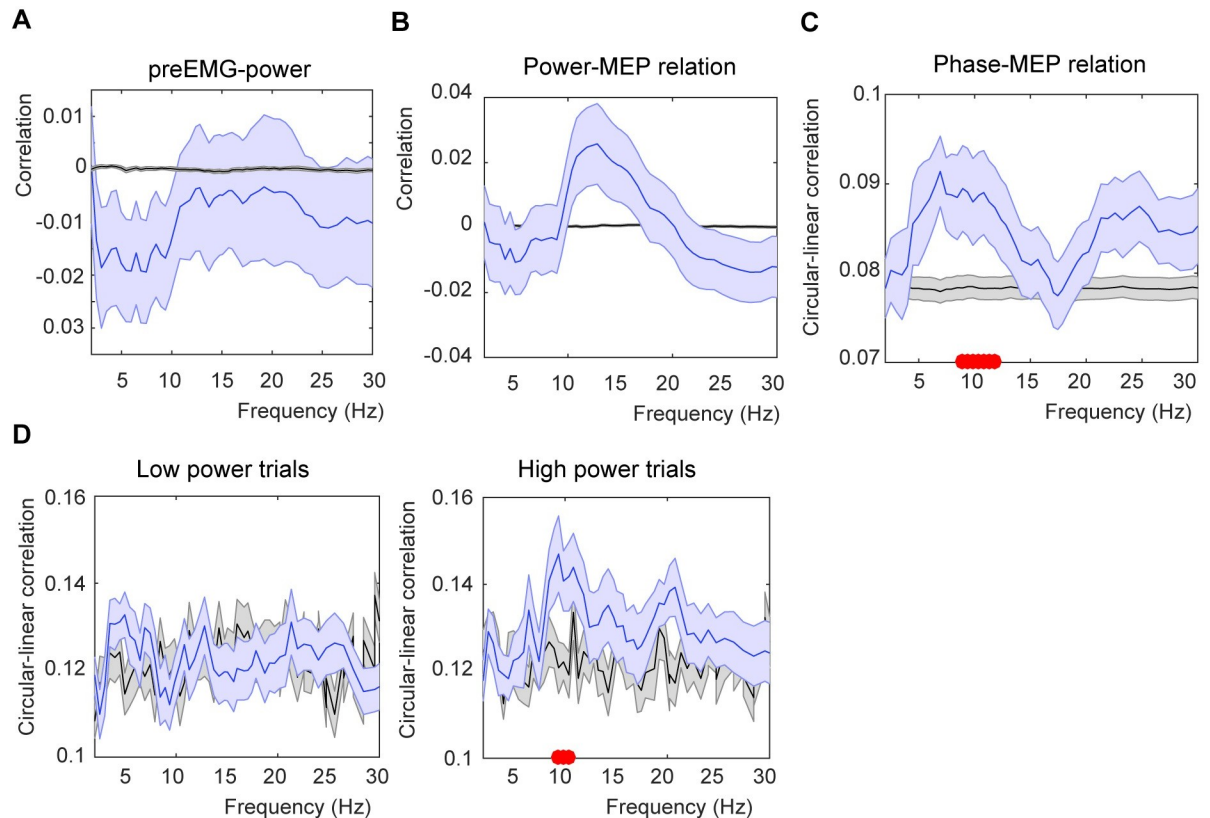 A
preEMG-power
Correlation
0.01
0
-0.01
-0.02
0.03
5 10 15 20 25 30
Frequency (Hz)
B
Power-MEP relation
Correlation
0.04
0.02
0
-0.02
-0.04
5 10 15 20 25 30
Frequency (Hz)
C
Phase-MEP relation
Circular-linear correlation
0.1
0.09
0.08
0.07
5 10 15 20 25 30
Frequency (Hz)
D
Low power trials
Circular-linear correlation
0.16
0.14
0.12
0.1
5 10 15 20 25 30
Frequency (Hz)
High power trials
Circular-linear correlation
0.16
0.14
0.12
0.1
5 10 15 20 25 30
Frequency (Hz)